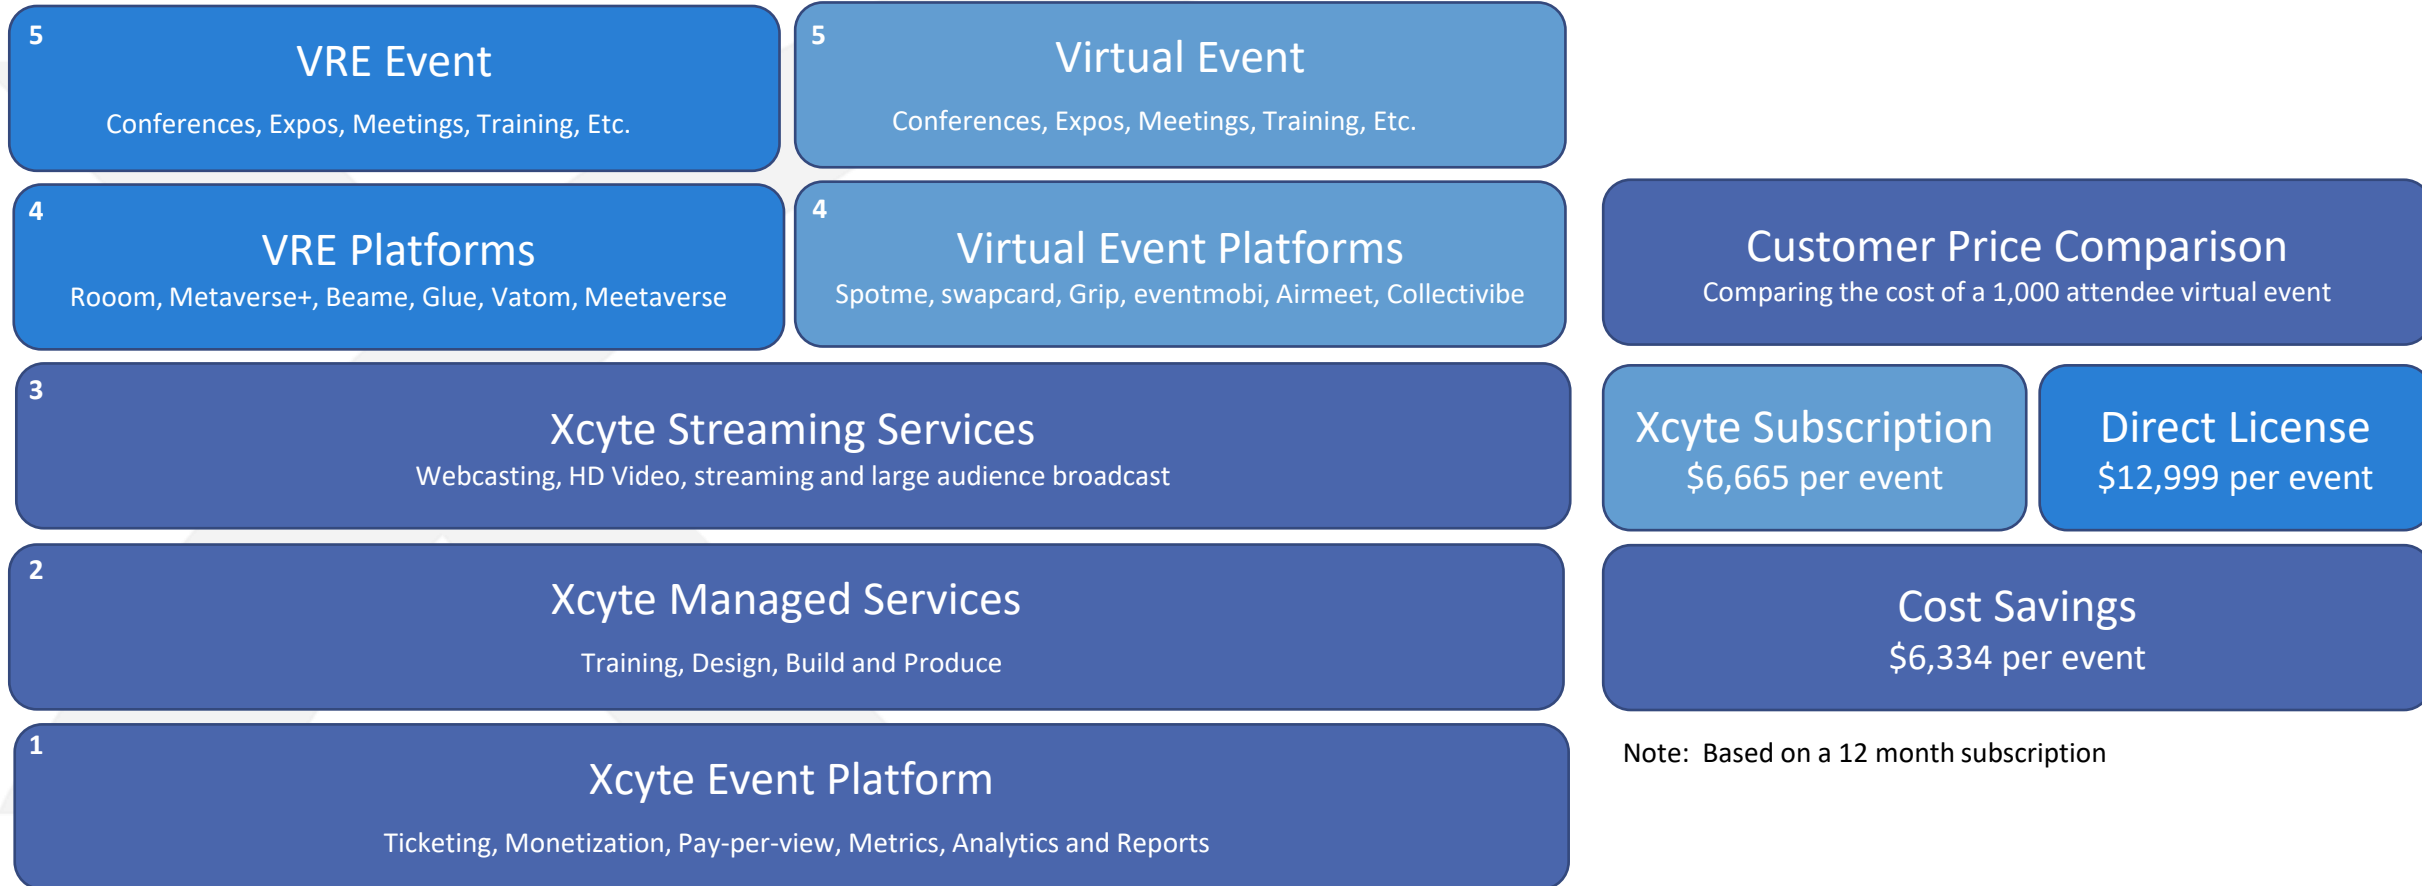 5
VRE Event
Conferences, Expos, Meetings, Training, Etc.
5
Virtual Event
Conferences, Expos, Meetings, Training, Etc.
4
VRE Platforms
Rooom, Metaverse+, Beame, Glue, Vatom, Meetaverse
4
Virtual Event Platforms
Spotme, swapcard, Grip, eventmobi, Airmeet, Collectivibe
3
Xcyte Streaming Services
Webcasting, HD Video, streaming and large audience broadcast
2
Xcyte Managed Services
Training, Design, Build and Produce
1
Xcyte Event Platform
Ticketing, Monetization, Pay-per-view, Metrics, Analytics and Reports
Customer Price Comparison
Comparing the cost of a 1,000 attendee virtual event
Xcyte Subscription
$6,665 per event
Direct License
$12,999 per event
Cost Savings
$6,334 per event
Note: Based on a 12 month subscription